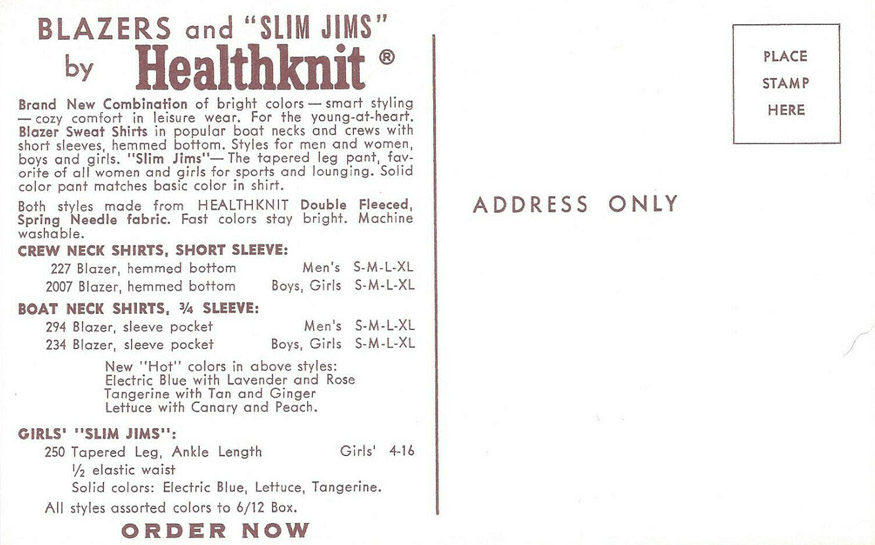 BLAZERS and "SLIM JIMS"
by Healthknit ®
Brand New Combination of bright colors — smart styling
— cozy comfort in leisure wear. For the young-at-heart.
Blazer Sweat Shirts in popular boat necks and crews with
short sleeves, hemmed bottom. Styles for men and women,
boys and girls. "Slim Jims"— The tapered leg pant, fav-
orite of all women and girls for sports and lounging. Solid
color pant matches basic color in shirt.
Both styles made from HEALTHKNIT Double Fleeced,
Spring Needle fabric. Fast colors stay bright. Machine
washable.
CREW NECK SHIRTS, SHORT SLEEVE:
227 Blazer, hemmed bottom Men's S-M-L-XL
2007 Blazer, hemmed bottom Boys, Girls S-M-L-XL
BOAT NECK SHIRTS, ¾ SLEEVE:
294 Blazer, sleeve pocket Men's S-M-L-XL
234 Blazer, sleeve pocket Boys, Girls S-M-L-XL
New "Hot" colors in above styles:
Electric Blue with Lavender and Rose
Tangerine with Tan and Ginger
Lettuce with Canary and Peach.
GIRLS' "SLIM JIMS":
250 Tapered Leg, Ankle Length Girls' 4-16
½ elastic waist
Solid colors: Electric Blue, Lettuce, Tangerine.
All styles assorted colors to 6/12 Box.
ORDER NOW
PLACE
STAMP
HERE
ADDRESS ONLY